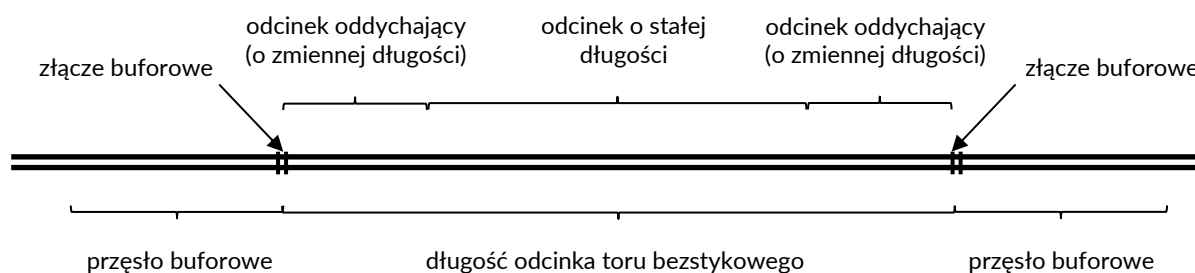 odcinek oddychający
(o zmiennej długości)
odcinek o stałej
długości
odcinek oddychający
(o zmiennej długości)
złącze buforowe
złącze buforowe
przęsło buforowe
długość odcinka toru bezstykowego
przęsło buforowe